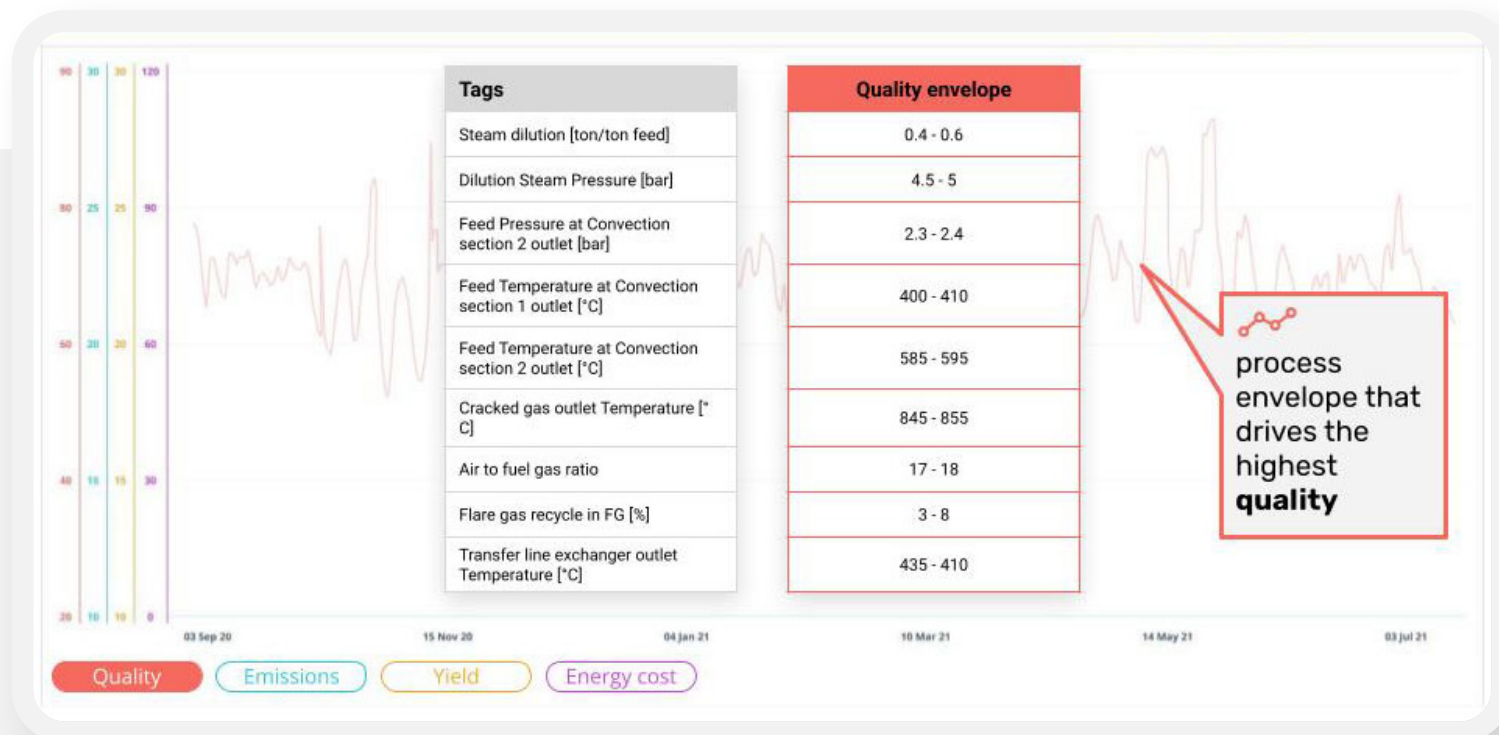 90 30 30 120
Tags
Quality envelope
Steam dilution [ton/ton feed]
0.4 - 0.6
Dilution Steam Pressure [bar]
4.5 - 5
80 25 25 90
Feed Pressure at Convection
section 2 outlet [bar]
2.3 - 2.4
Feed Temperature at Convection
section 1 outlet [°C]
400 - 410
60 20 20 60
Feed Temperature at Convection
section 2 outlet [°C]
585 - 595
Cracked gas outlet Temperature [°
C]
845 - 855
process
envelope that
drives the
highest
quality
40 15 15 30
Air to fuel gas ratio
17 - 18
Flare gas recycle in FG [%]
3 - 8
Transfer line exchanger outlet
Temperature [°C]
435 - 410
20 10 10 0
03 Sep 20 15 Nov 20 04 Jan 21 10 Mar 21 14 May 21 03 Jul 21
Quality Emissions Yield Energy cost